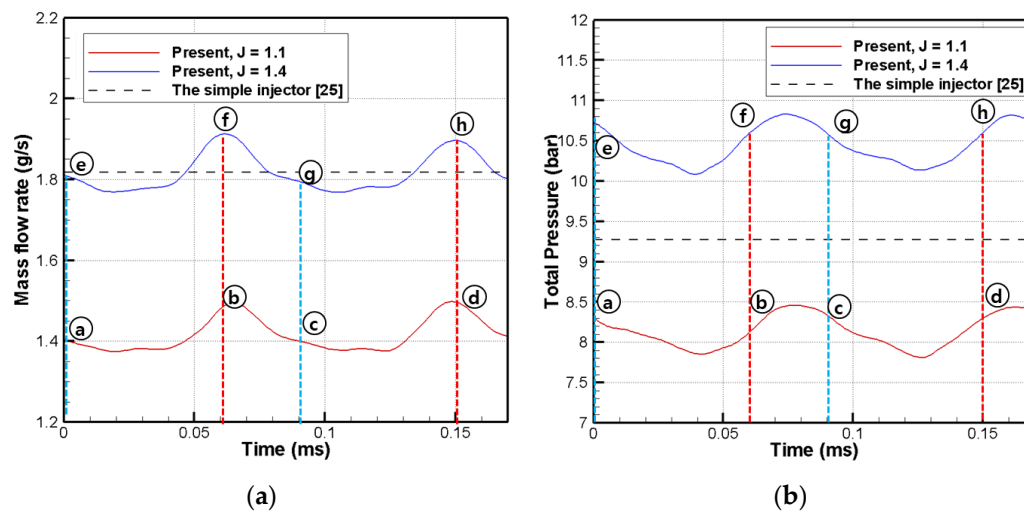 2.2
2
1.8
1.6
1.4
1.2
Mass flow rate (g/s)
Present, J = 1.1
Present, J = 1.4
The simple injector [25]
e
f
g
h
a
b
c
d
0
0.05
0.1
0.15
Time (ms)
(a)
12
11.5
11
10.5
10
9.5
9
8.5
8
7.5
7
Total Pressure (bar)
Present, J = 1.1
Present, J = 1.4
The simple injector [25]
e
f
g
h
a
b
c
d
0
0.05
0.1
0.15
Time (ms)
(b)